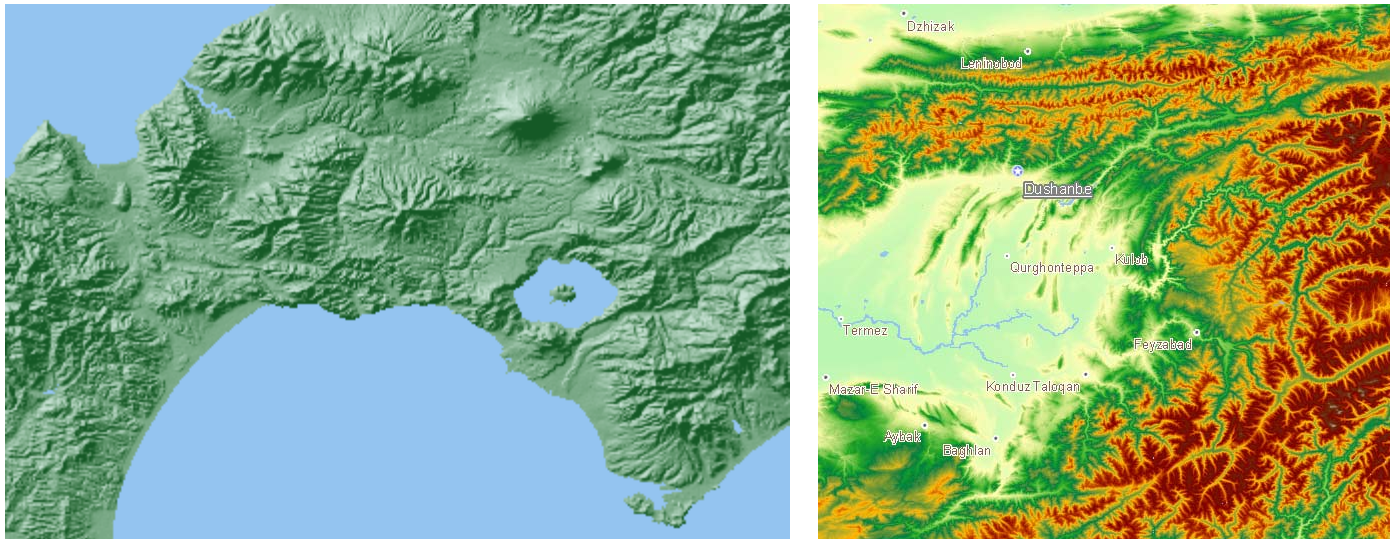 Dzhizak
Leninobod
Dushanbe
Kulob
Qurghonteppa
Termez
Feyzabad
Mazar-E Sharif
Konduz Taloqan
Aybak
Baghlan